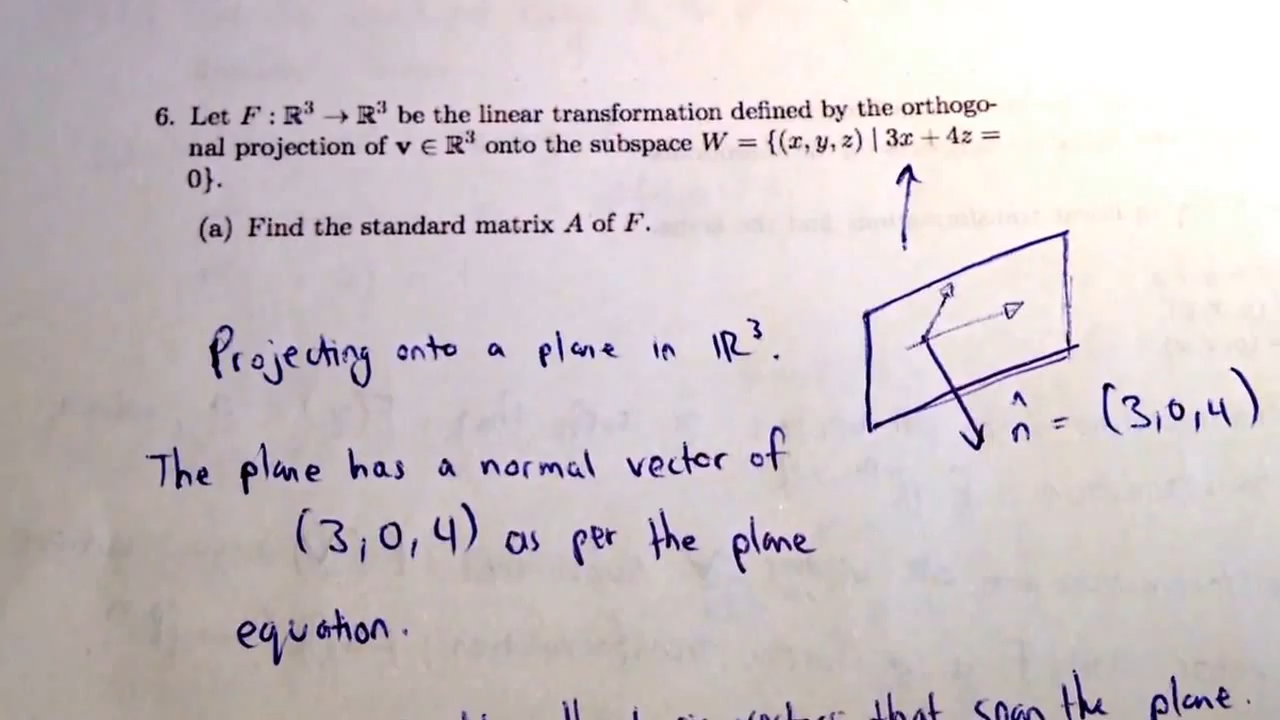 6. Let F : ℝ³ → ℝ³ be the linear transformation defined by the orthogo-
nal projection of v ∈ ℝ³ onto the subspace W = {(x, y, z) | 3x + 4z =
0}.
(a) Find the standard matrix A of F.
Projecting onto a plane in ℝ³.
n̂ = (3,0,4)
The plane has a normal vector of
(3,0,4) as per the plane
equation.
that span the plane.